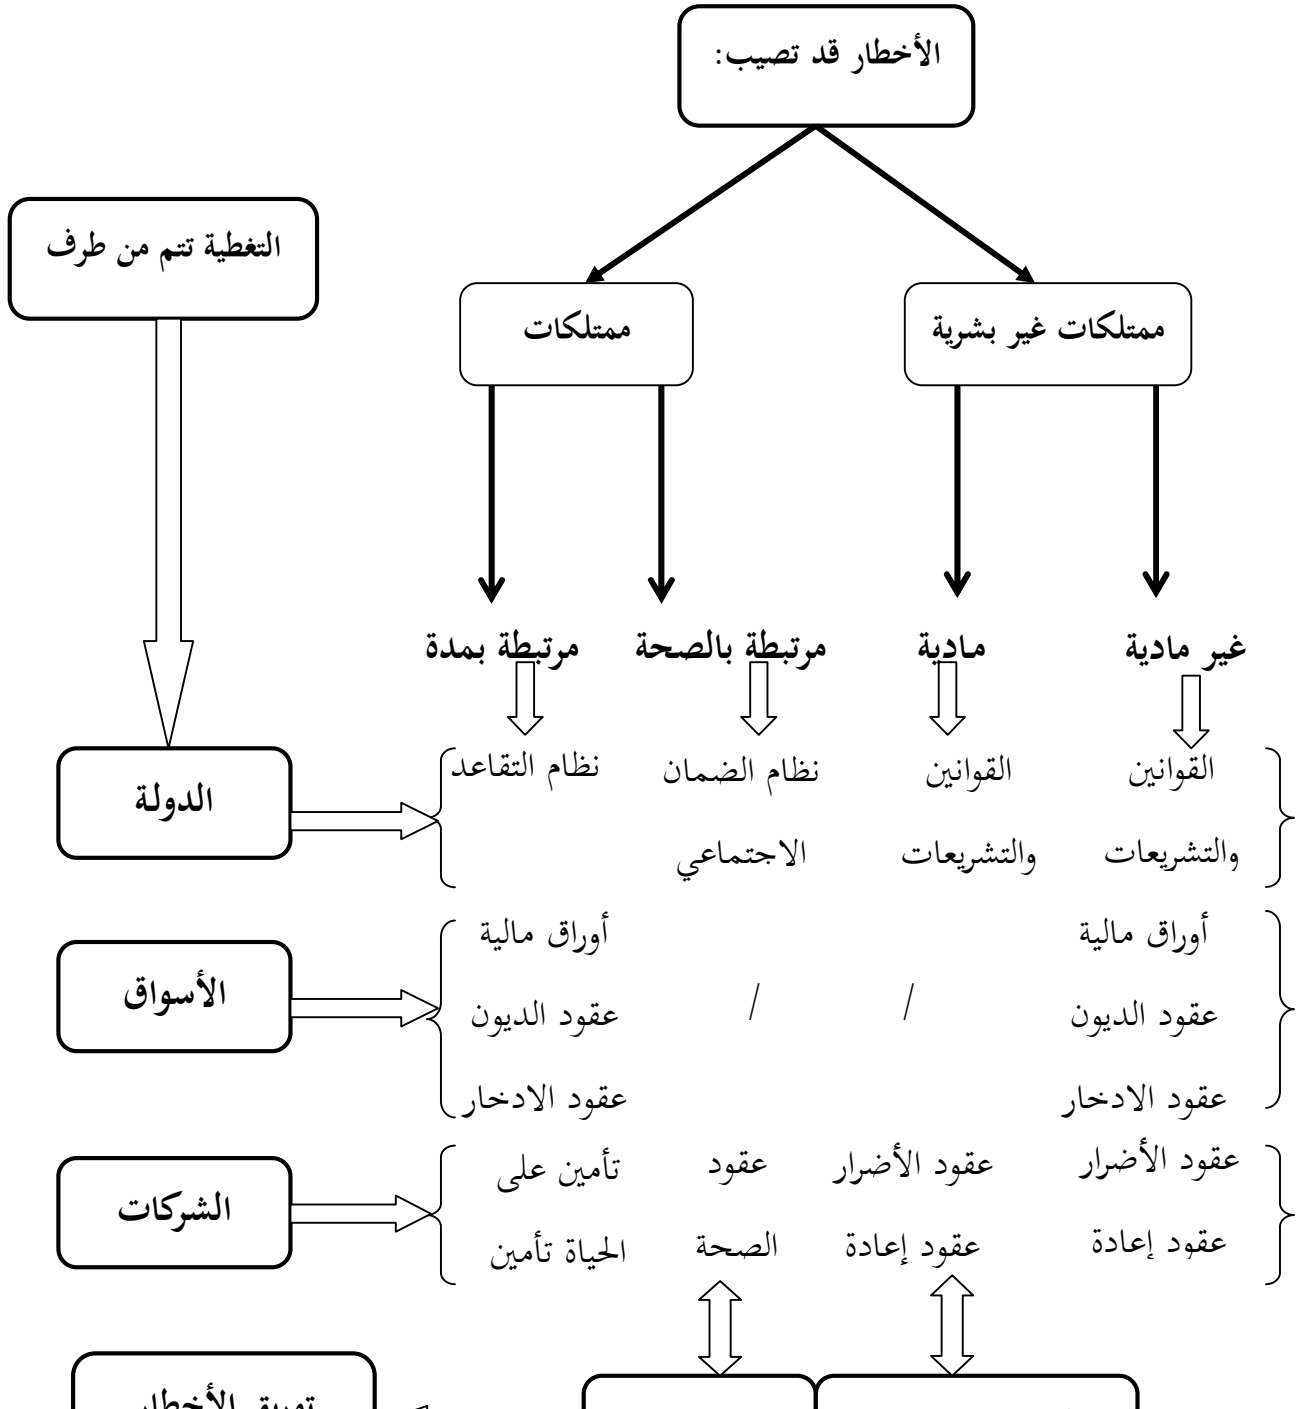 الأخطار قد تصيب:
التغطية تتم من طرف
ممتلكات غير بشرية
ممتلكات
غير مادية
مادية
مرتبطة بالصحة
مرتبطة بمدة
الدولة
القوانين
والتشريعات
القوانين
والتشريعات
نظام الضمان
الاجتماعي
نظام التقاعد
الأسواق
أوراق مالية
عقود الديون
عقود الادخار
/
/
أوراق مالية
عقود الديون
عقود الادخار
الشركات
عقود الأضرار
عقود إعادة
عقود الأضرار
عقود إعادة
عقود
الصحة
تأمين على
الحياة تأمين
الأخطار